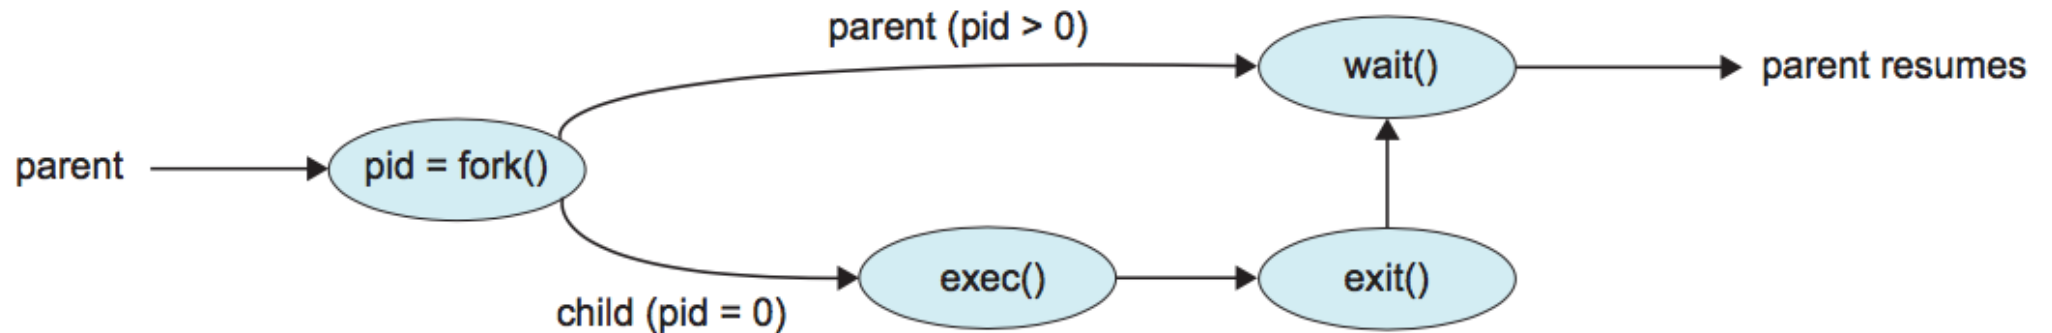 parent (pid > 0)
wait()
parent resumes
parent
pid = fork()
exec()
exit()
child (pid = 0)